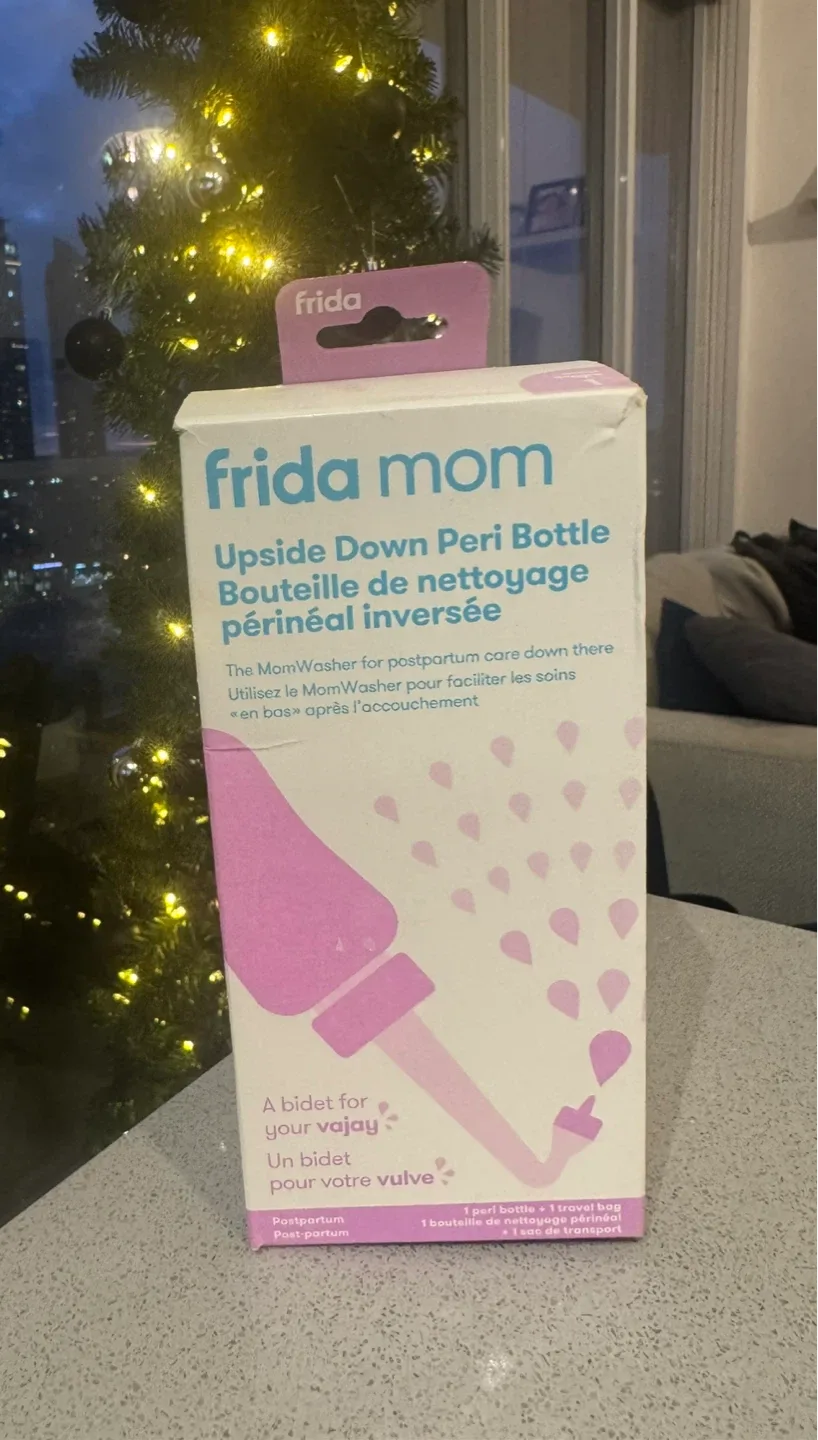 frida
frida mom
Upside Down Peri Bottle
Bouteille de nettoyage
périnéal inversée
The MomWasher for postpartum care down there
Utilisez le MomWasher pour faciliter les soins
«en bas» après l'accouchement
A bidet for
your vajay
Un bidet
pour votre vulve
Postpartum
Post-partum
1 peri bottle + 1 travel bag
1 bouteille de nettoyage périnéal
+ 1 sac de transport